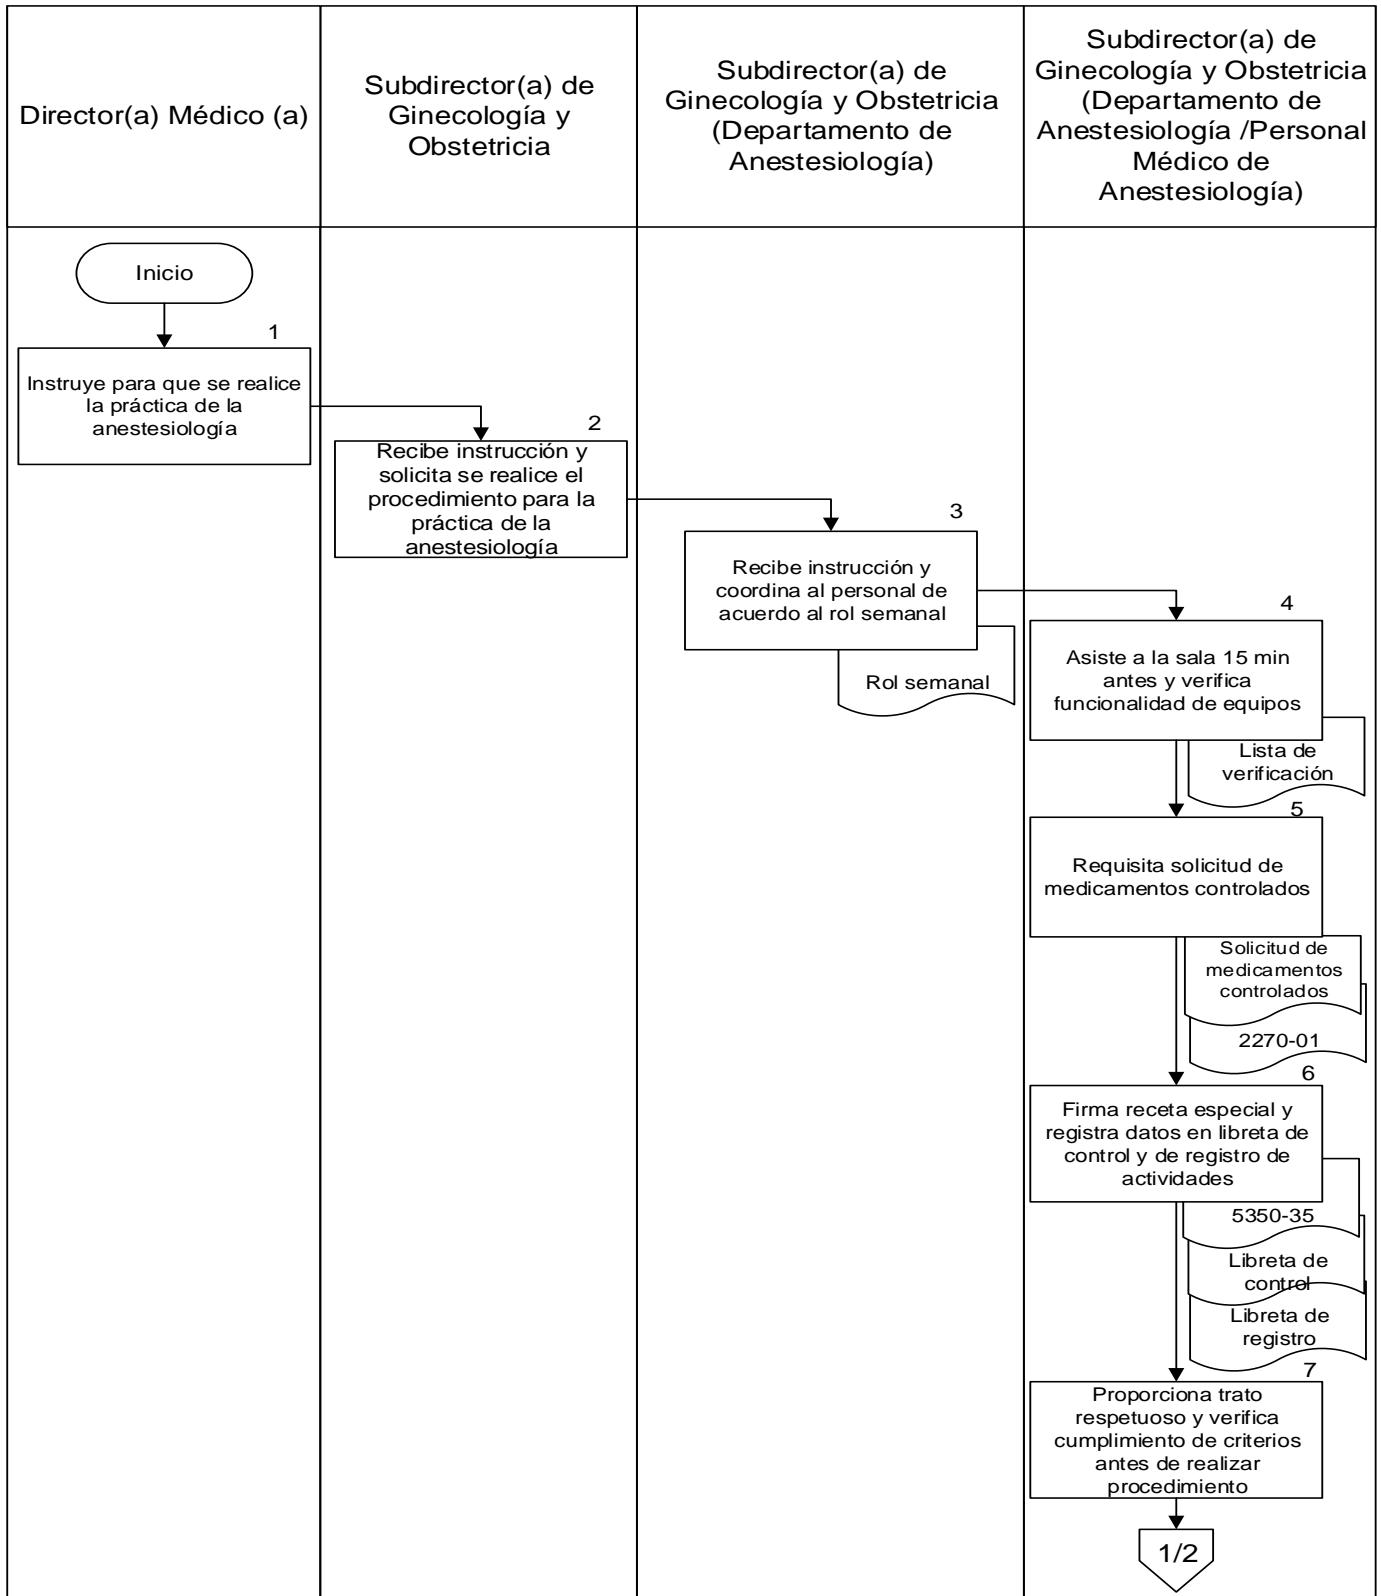 Director(a) Médico (a)
Subdirector(a) de
Ginecología y
Obstetricia
Subdirector(a) de
Ginecología y Obstetricia
(Departamento de
Anestesiología)
Subdirector(a) de
Ginecología y Obstetricia
(Departamento de
Anestesiología /Personal
Médico de
Anestesiología)
Inicio
1
Instruye para que se realice
la práctica de la
anestesiología
2
Recibe instrucción y
solicita se realice el
procedimiento para la
práctica de la
anestesiología
3
Recibe instrucción y
coordina al personal de
acuerdo al rol semanal
Rol semanal
4
Asiste a la sala 15 min
antes y verifica
funcionalidad de equipos
Lista de
verificación
5
Requisita solicitud de
medicamentos controlados
Solicitud de
medicamentos
controlados
2270-01
6
Firma receta especial y
registra datos en libreta de
control y de registro de
actividades
5350-35
Libreta de
control
Libreta de
registro
7
Proporciona trato
respetuoso y verifica
cumplimiento de criterios
antes de realizar
procedimiento
1/2